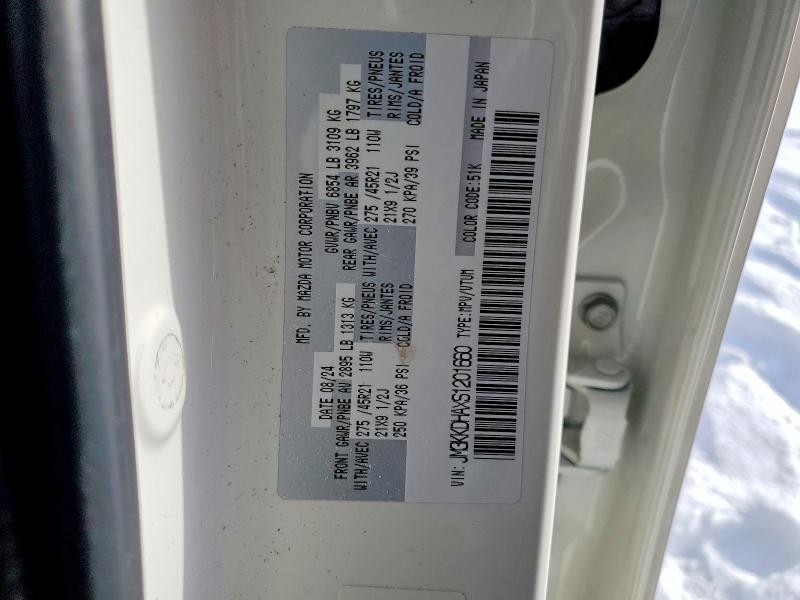 MFD. BY MAZDA MOTOR CORPORATION
DATE 08/24 GVWR/PNBV 6854 LB 3109 KG
FRONT GAWR/PNBE AV 2895 LB 1313 KG REAR GAWR/PNBE AR 3962 LB 1797 KG
WITH/AVEC 275 /45R21 110W TIRES/PNEUS WITH/AVEC 275 /45R21 110W TIRES/PNEUS
21X9 1/2J RIMS/JANTES 21X9 1/2J RIMS/JANTES
250 KPA/36 PSI COLD/A FROID 270 KPA/39 PSI COLD/A FROID
VIN: JM3KKDHAXS1201660 TYPE:MPV/VTUM COLOR CODE:51K MADE IN JAPAN